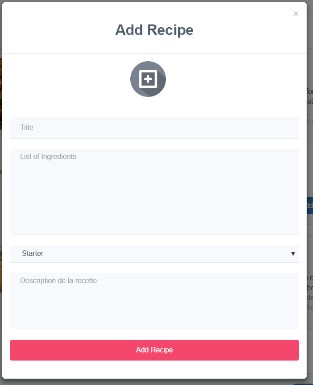 ×
Add Recipe
Title
List of Ingredients
Starter
Description de la recette
Add Recipe